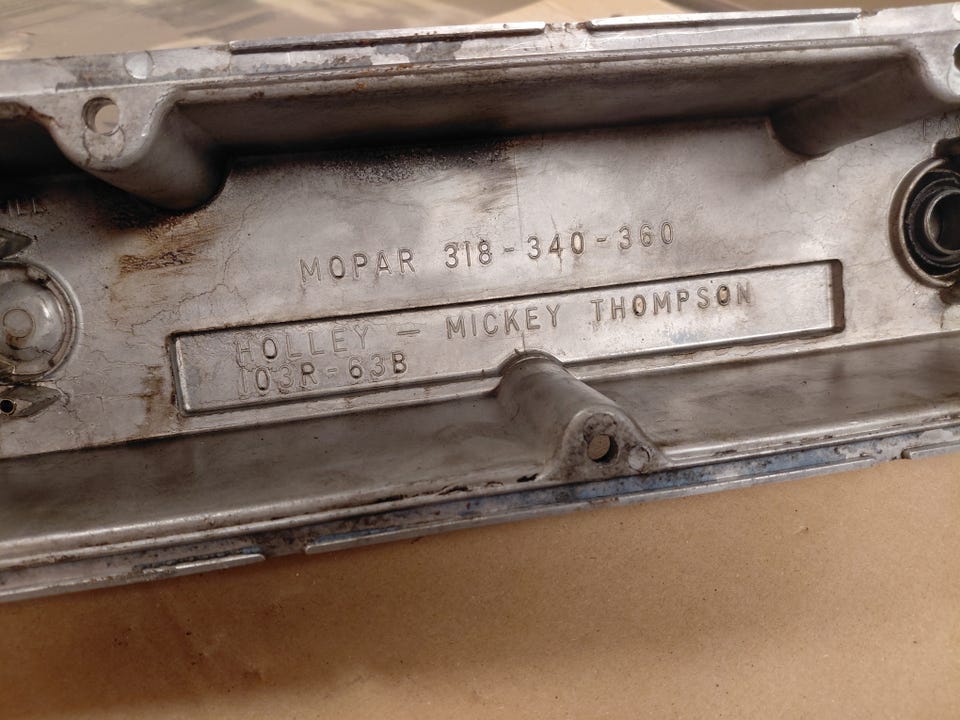 MOPAR 318-340-360
HOLLEY - MICKEY THOMPSON
103R-63B